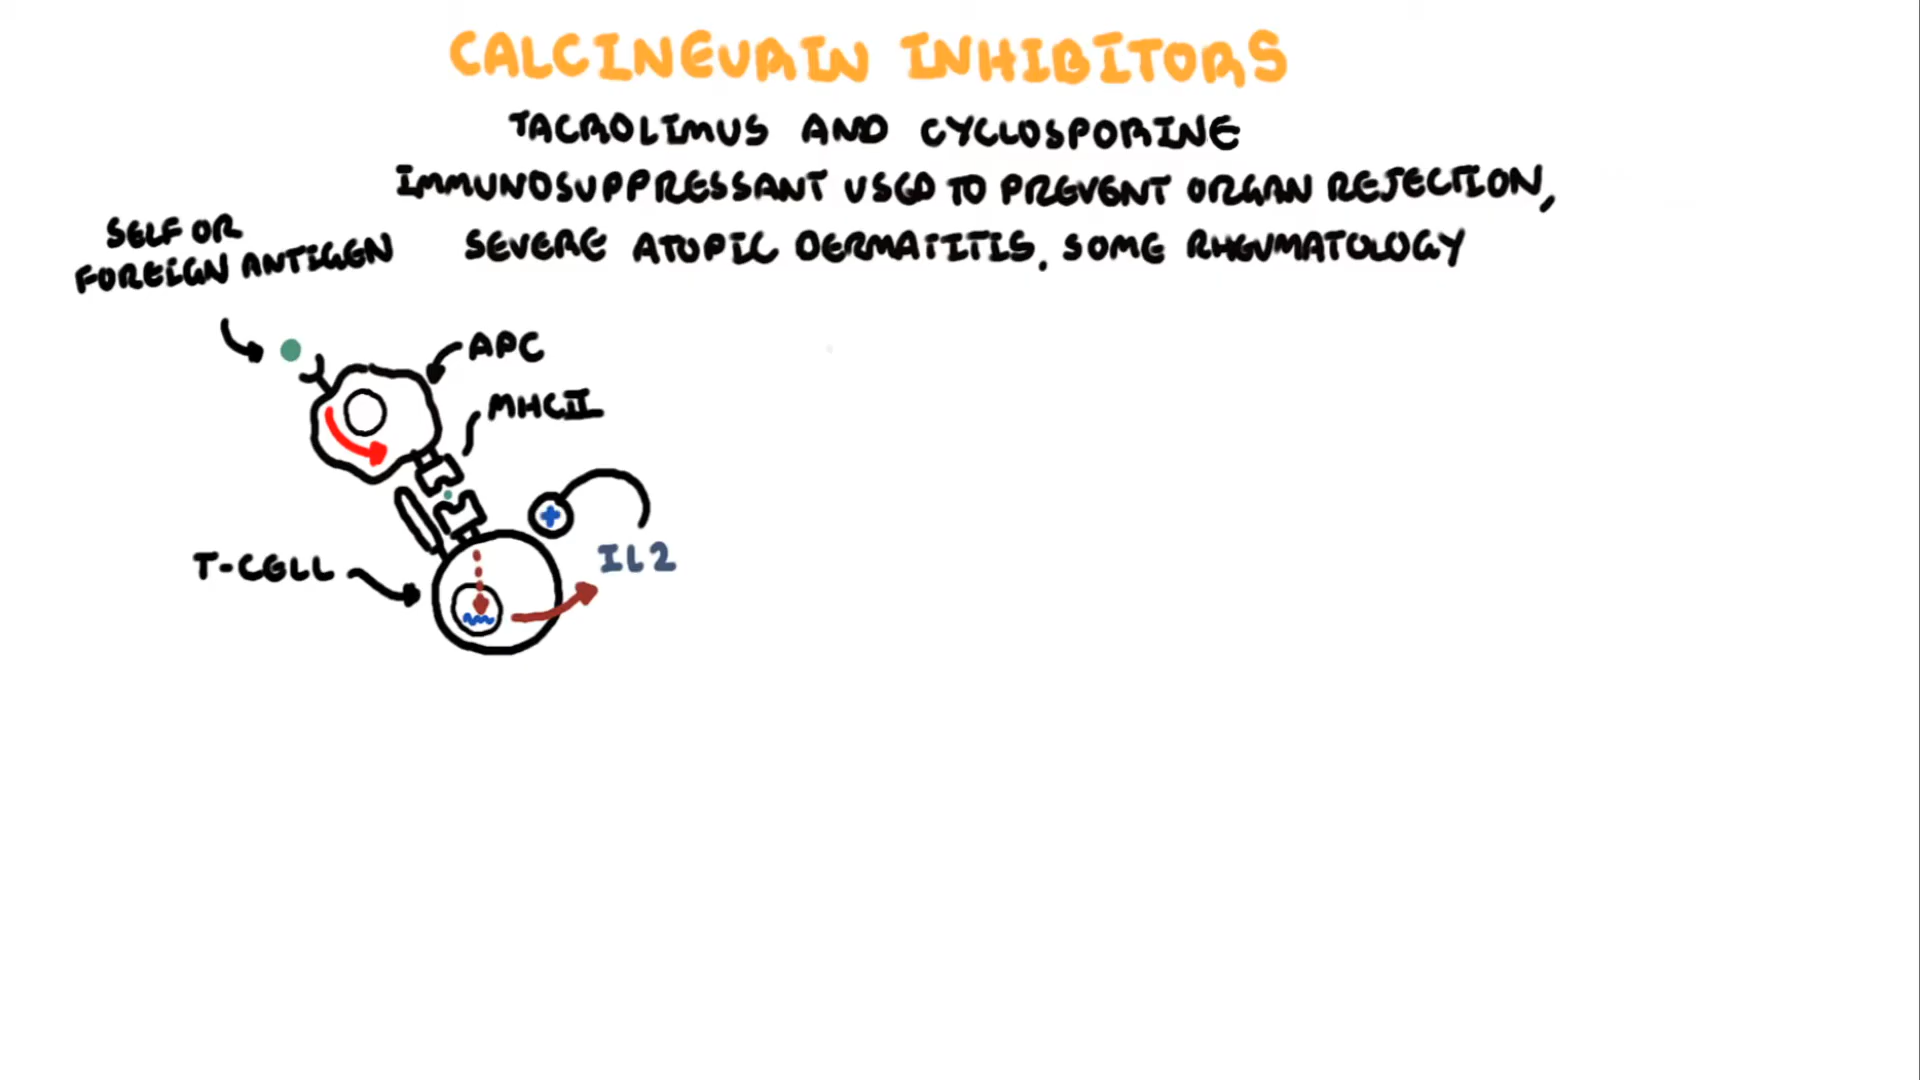 CALCINEURIN INHIBITORS
TACROLIMUS AND CYCLOSPORINE
IMMUNOSUPPRESSANT USED TO PREVENT ORGAN REJECTION,
SEVERE ATOPIC DERMATITIS, SOME RHEUMATOLOGY
SELF OR
FOREIGN ANTIGEN
APC
MHCII
+
IL2
T-CELL